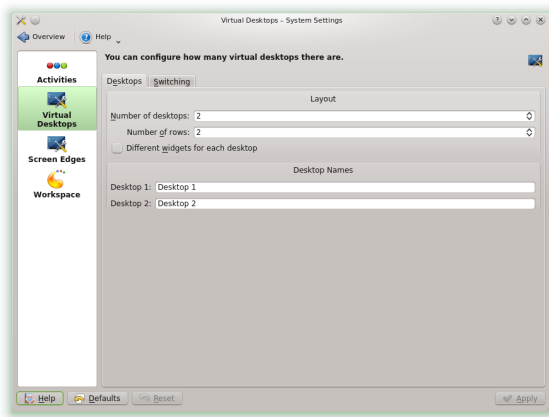 Virtual Desktops – System Settings
Overview Help
You can configure how many virtual desktops there are.
Activities
Virtual
Desktops
Screen Edges
Workspace
Desktops Switching
Layout
Number of desktops: 2
Number of rows: 2
Different widgets for each desktop
Desktop Names
Desktop 1: Desktop 1
Desktop 2: Desktop 2
Help Defaults Reset Apply